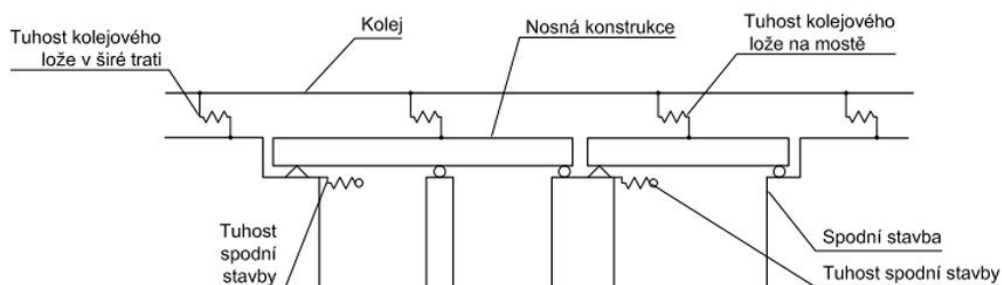 Tuhost kolejového
lože v širé trati
Kolej
Nosná konstrukce
Tuhost kolejového
lože na mostě
Tuhost
spodní
stavby
Spodní stavba
Tuhost spodní stavby